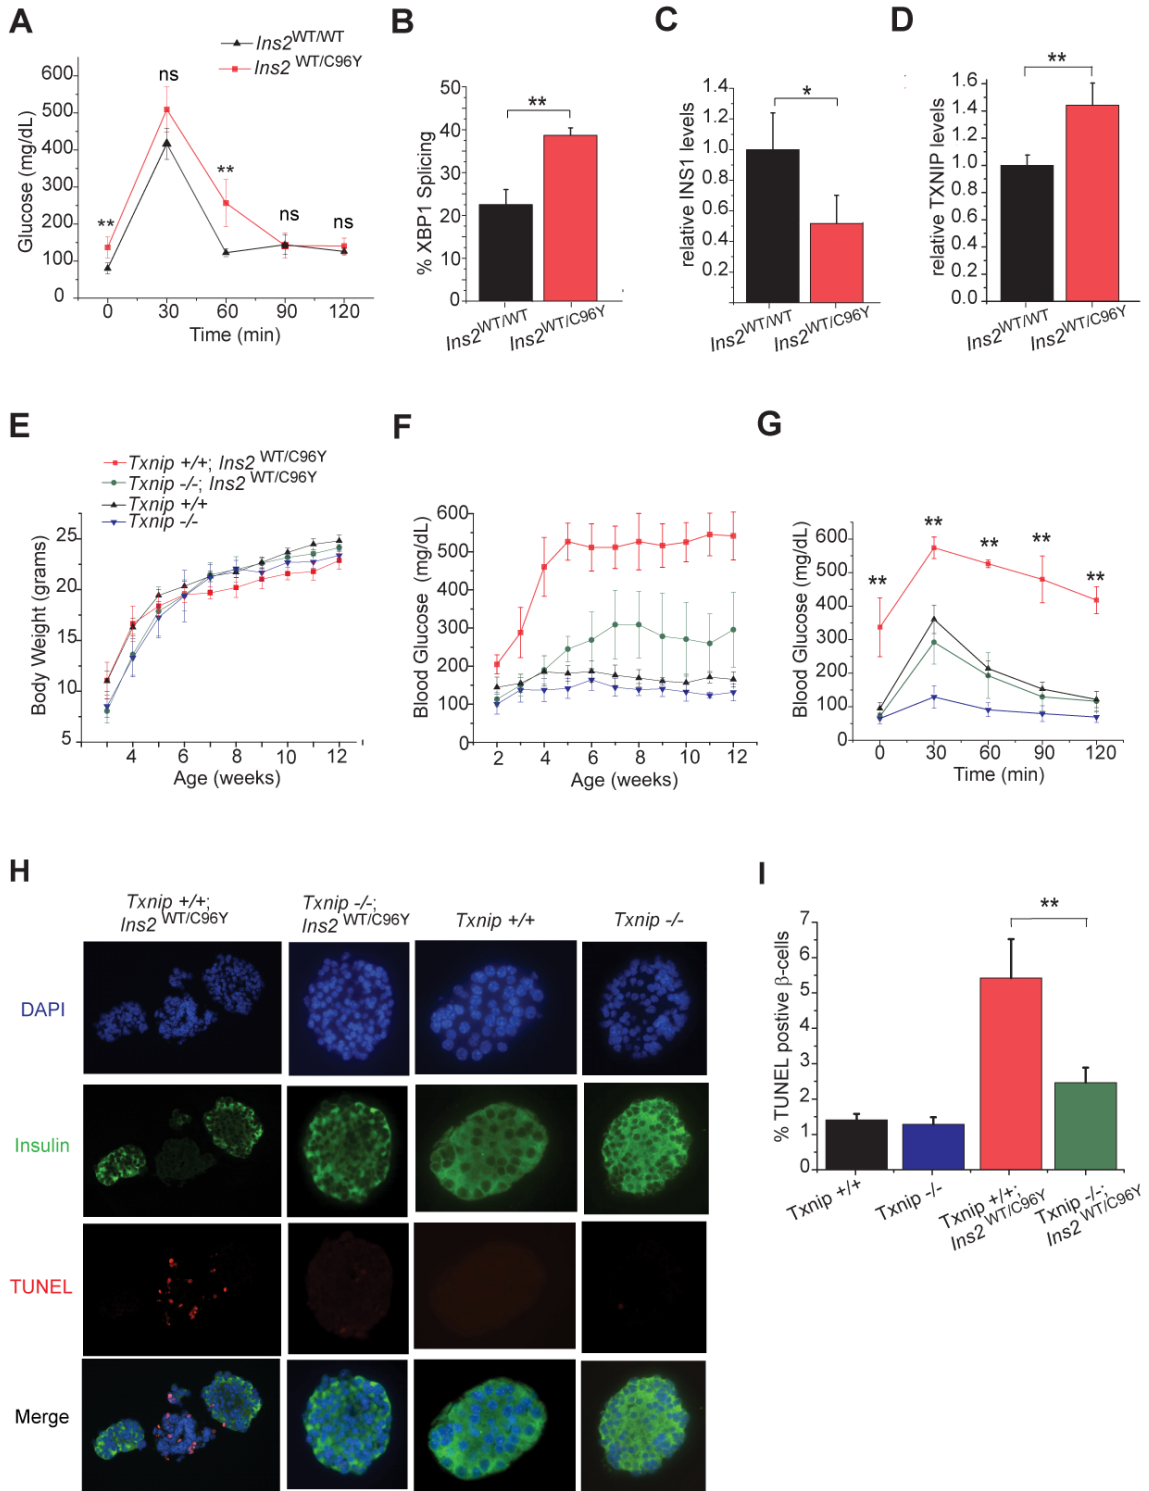 A
Ins2WT/WT
Ins2 WT/C96Y
Glucose (mg/dL)
600
500
400
300
200
100
0
**
ns
**
ns
ns
0 30 60 90 120
Time (min)
B
% XBP1 Splicing
50
40
30
20
10
0
**
Ins2WT/WT
Ins2WT/C96Y
C
relative INS1 levels
1.4
1.2
1.0
0.8
0.6
0.4
0.2
*
Ins2WT/WT
Ins2WT/C96Y
D
relative TXNIP levels
1.6
1.4
1.2
1.0
0.8
0.6
0.4
0.2
0.0
**
Ins2WT/WT
Ins2WT/C96Y
E
Txnip +/+; Ins2 WT/C96Y
Txnip -/-; Ins2 WT/C96Y
Txnip +/+
Txnip -/-
Body Weight (grams)
25
20
15
10
5
4 6 8 10 12
Age (weeks)
F
Blood Glucose (mg/dL)
600
500
400
300
200
100
0
2 4 6 8 10 12
Age (weeks)
G
Blood Glucose (mg/dL)
600
500
400
300
200
100
0
**
**
**
**
**
0 30 60 90 120
Time (min)
H
Txnip +/+;
Ins2 WT/C96Y
Txnip -/-;
Ins2 WT/C96Y
Txnip +/+
Txnip -/-
DAPI
Insulin
TUNEL
Merge
I
% TUNEL postive β-cells
7
6
5
4
3
2
1
0
**
Txnip +/+
Txnip -/-
Txnip +/+;
Ins2 WT/C96Y
Txnip -/-;
Ins2 WT/C96Y